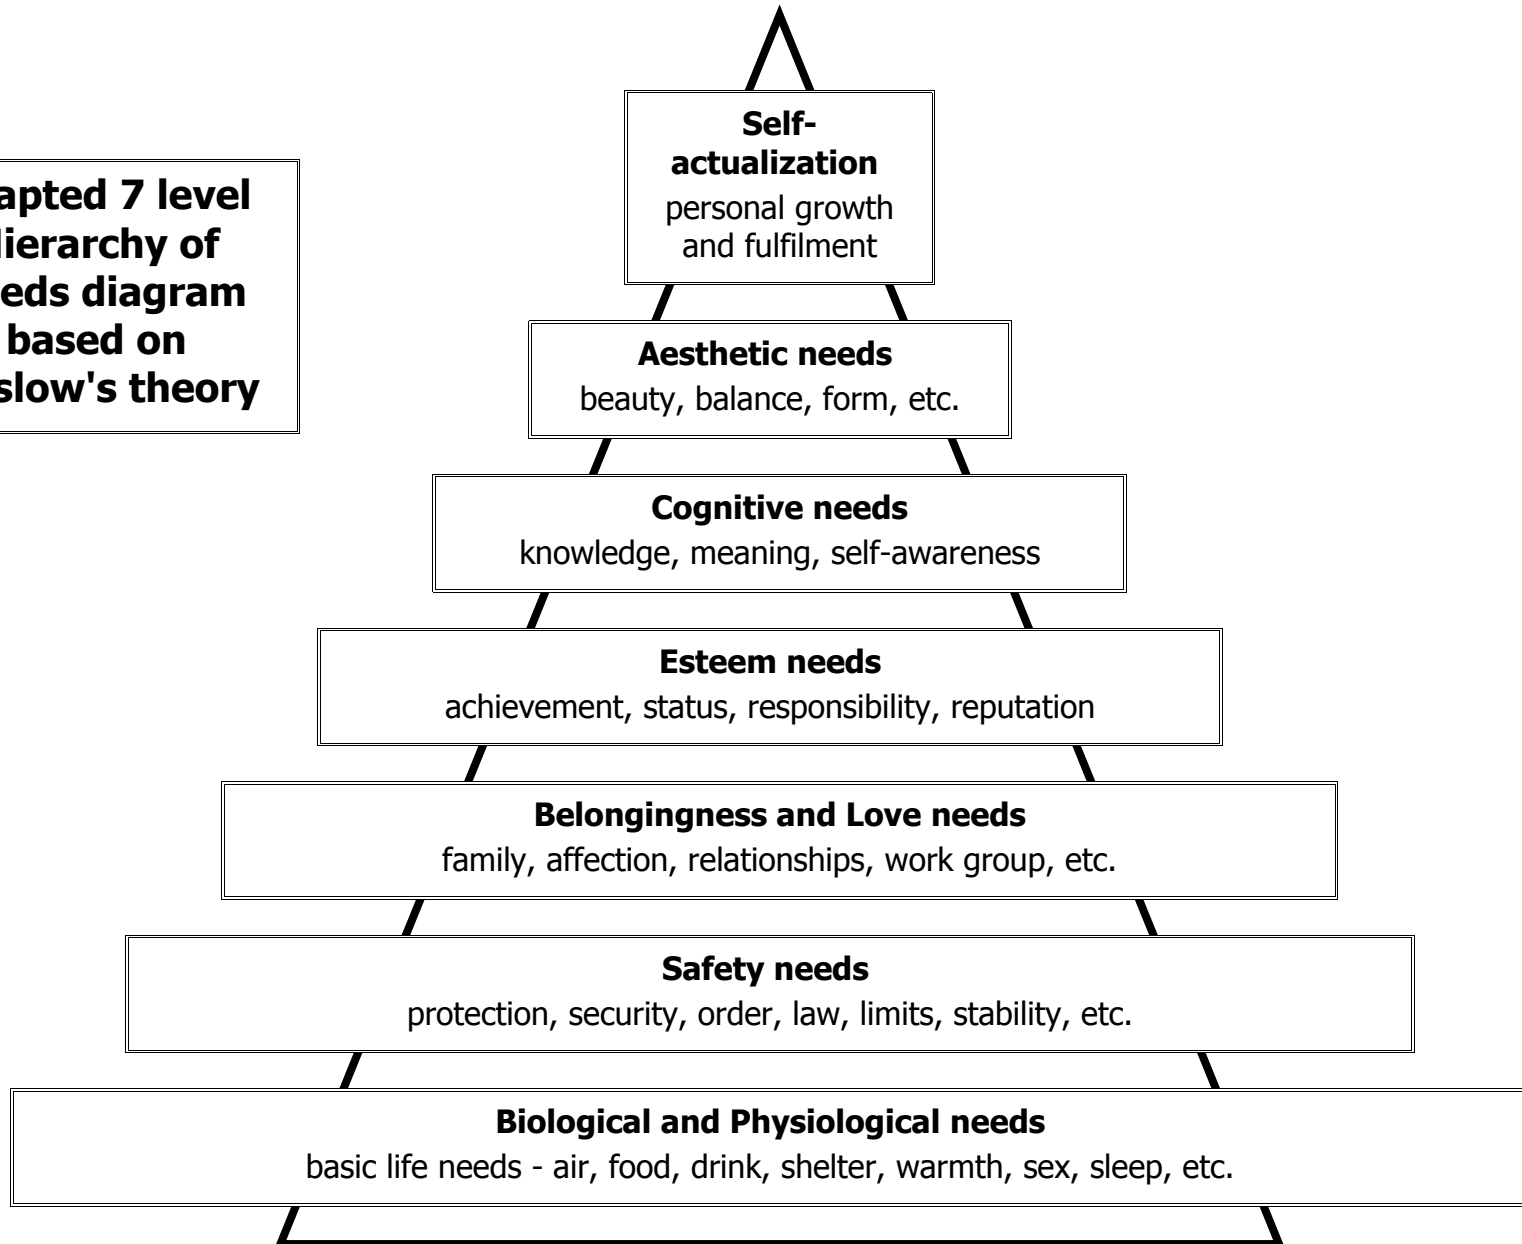 apted 7 level
ierarchy of
eds diagram
based on
slow's theory
Self-
actualization
personal growth
and fulfilment
Aesthetic needs
beauty, balance, form, etc.
Cognitive needs
knowledge, meaning, self-awareness
Esteem needs
achievement, status, responsibility, reputation
Belongingness and Love needs
family, affection, relationships, work group, etc.
Safety needs
protection, security, order, law, limits, stability, etc.
Biological and Physiological needs
basic life needs - air, food, drink, shelter, warmth, sex, sleep, etc.